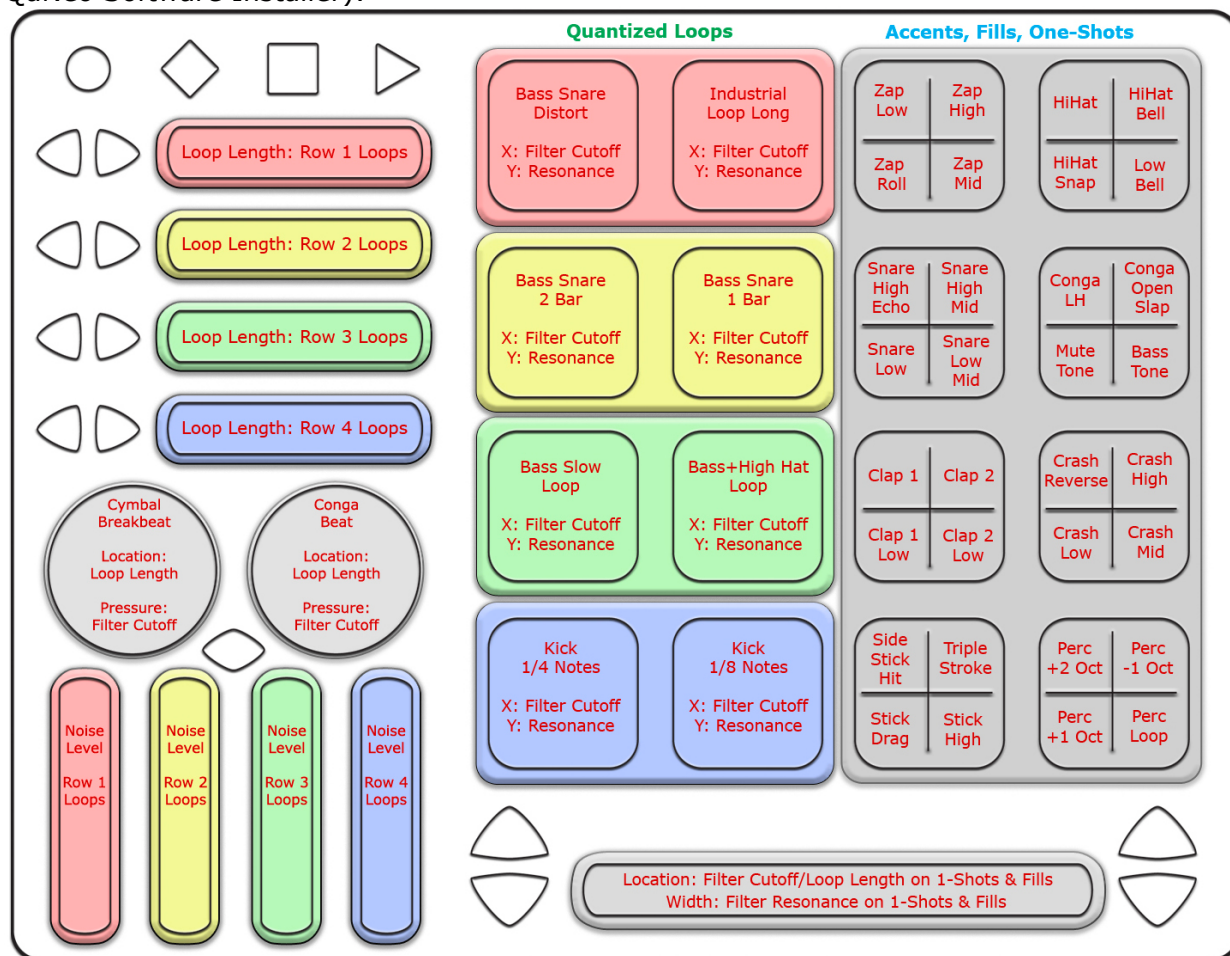 QuNeo Software Installer).
Quantized Loops
Accents, Fills, One-Shots
Loop Length: Row 1 Loops
Loop Length: Row 2 Loops
Loop Length: Row 3 Loops
Loop Length: Row 4 Loops
Cymbal
Breakbeat
Location:
Loop Length
Pressure:
Filter Cutoff
Conga
Beat
Location:
Loop Length
Pressure:
Filter Cutoff
Noise
Level
Row 1
Loops
Noise
Level
Row 2
Loops
Noise
Level
Row 3
Loops
Noise
Level
Row 4
Loops
Bass Snare
Distort
X: Filter Cutoff
Y: Resonance
Industrial
Loop Long
X: Filter Cutoff
Y: Resonance
Bass Snare
2 Bar
X: Filter Cutoff
Y: Resonance
Bass Snare
1 Bar
X: Filter Cutoff
Y: Resonance
Bass Slow
Loop
X: Filter Cutoff
Y: Resonance
Bass+High Hat
Loop
X: Filter Cutoff
Y: Resonance
Kick
1/4 Notes
X: Filter Cutoff
Y: Resonance
Kick
1/8 Notes
X: Filter Cutoff
Y: Resonance
Zap
Low
Zap
High
Zap
Roll
Zap
Mid
HiHat
HiHat
Bell
HiHat
Snap
Low
Bell
Snare
High
Echo
Snare
High
Mid
Snare
Low
Snare
Low
Mid
Conga
LH
Conga
Open
Slap
Mute
Tone
Bass
Tone
Clap 1
Clap 2
Clap 1
Low
Clap 2
Low
Crash
Reverse
Crash
High
Crash
Low
Crash
Mid
Side
Stick
Hit
Triple
Stroke
Stick
Drag
Stick
High
Perc
+2 Oct
Perc
-1 Oct
Perc
+1 Oct
Perc
Loop
Location: Filter Cutoff/Loop Length on 1-Shots & Fills
Width: Filter Resonance on 1-Shots & Fills